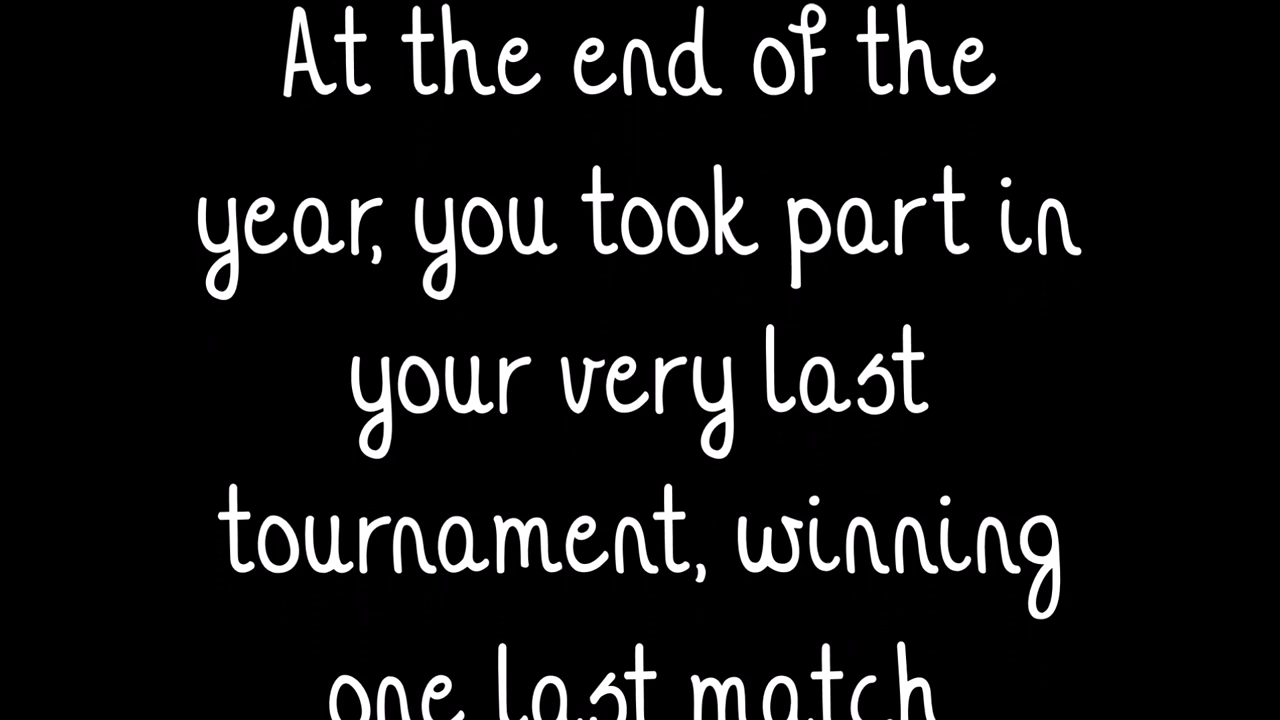 At the end of the
year, you took part in
your very last
tournament, winning
one last match